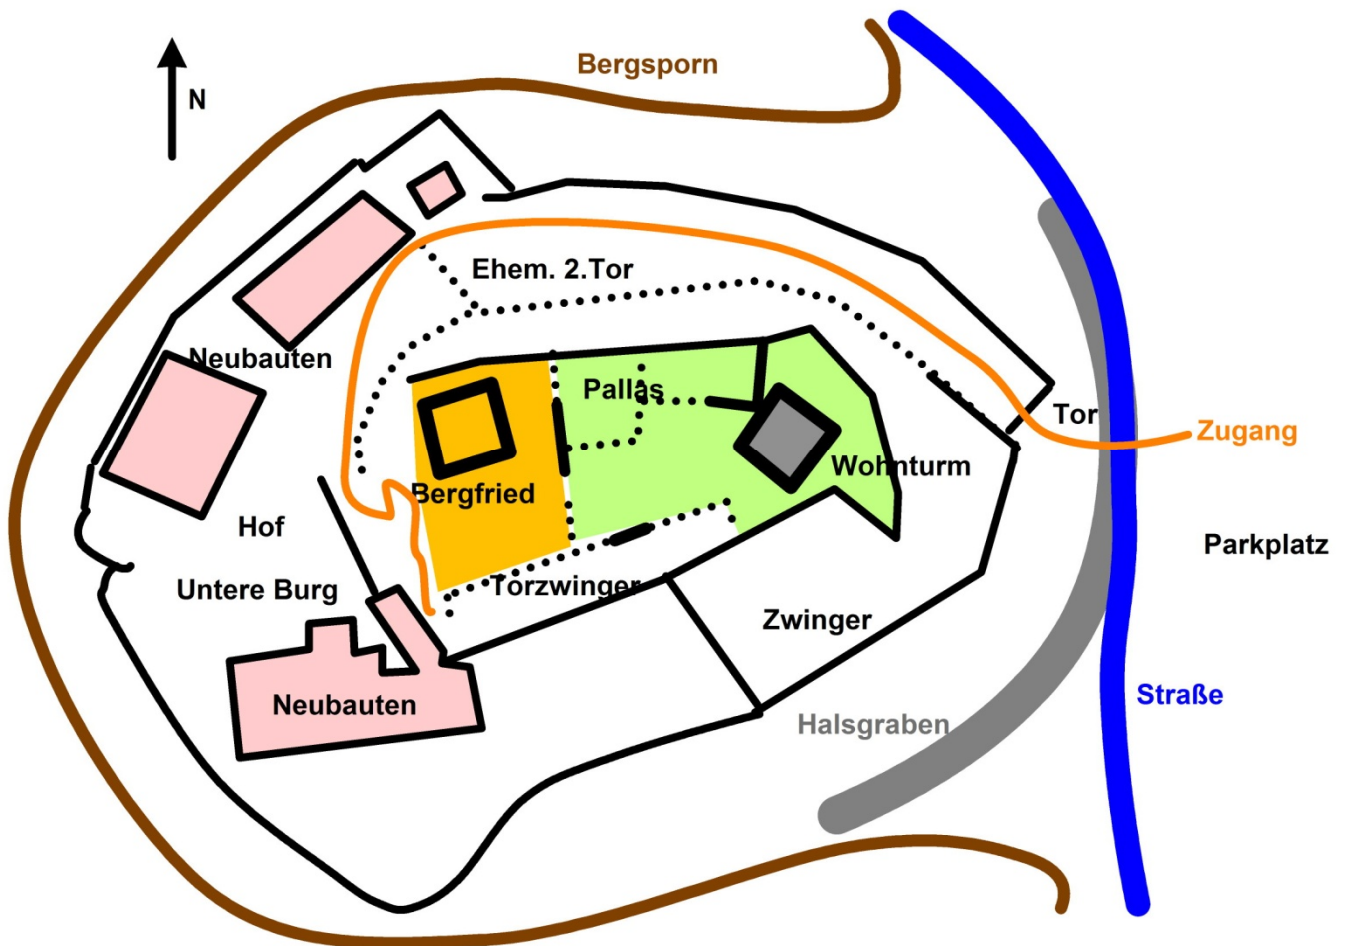 Bergsporn
N
Ehem. 2.Tor
Neubauten
Pallas
Tor
Zugang
Wohnturm
Bergfried
Hof
Parkplatz
Untere Burg
Torzwinger
Zwinger
Neubauten
Straße
Halsgraben